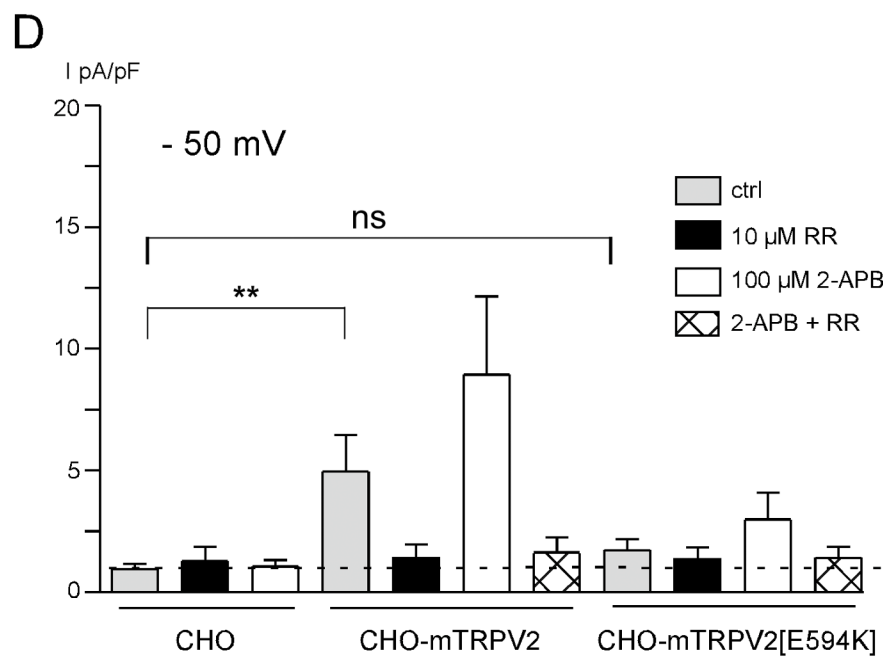 D
I pA/pF
20
- 50 mV
ctrl
15
ns
10 µM RR
100 µM 2-APB
**
2-APB + RR
10
5
0
CHO
CHO-mTRPV2
CHO-mTRPV2[E594K]